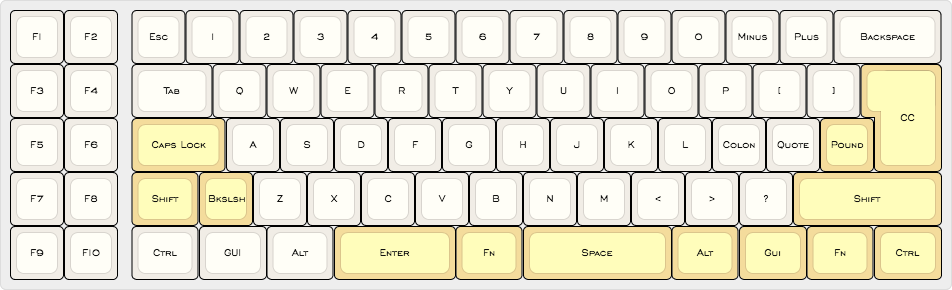 F1 F2 Esc 1 2 3 4 5 6 7 8 9 0 Minus Plus Backspace
F3 F4 Tab Q W E R T Y U I O P [ ] CC
F5 F6 Caps Lock A S D F G H J K L Colon Quote Pound
F7 F8 Shift Bkslsh Z X C V B N M < > ? Shift
F9 F10 Ctrl GUI Alt Enter Fn Space Alt Gui Fn Ctrl